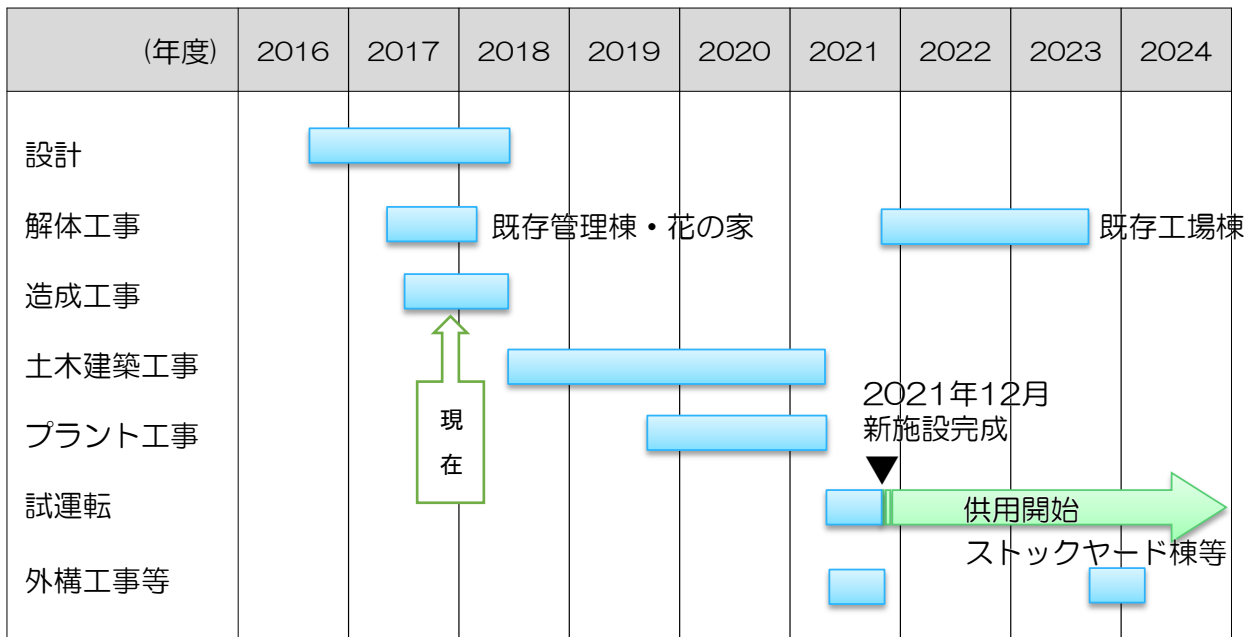 (年度) 2016 2017 2018 2019 2020 2021 2022 2023 2024
設計
解体工事 既存管理棟・花の家 既存工場棟
造成工事
土木建築工事
現
在
2021年12月
新施設完成
プラント工事
試運転 供用開始
ストックヤード棟等
外構工事等